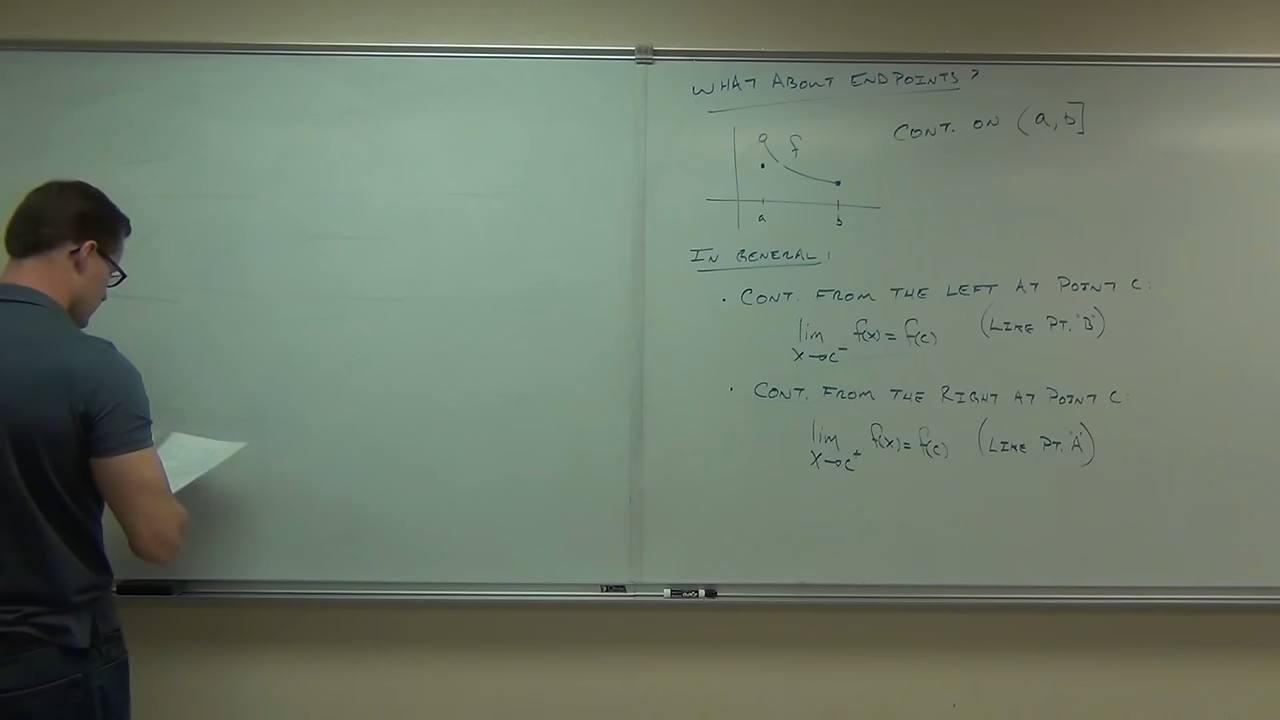 WHAT ABOUT ENDPOINTS?
CONT. ON (a,b]
f
a b
IN GENERAL:
• CONT. FROM THE LEFT AT POINT C:
lim f(x)=f(c) (LIKE PT. "B")
x→c⁻
• CONT. FROM THE RIGHT AT POINT C:
lim f(x)=f(c) (LIKE PT. "A")
x→c⁺